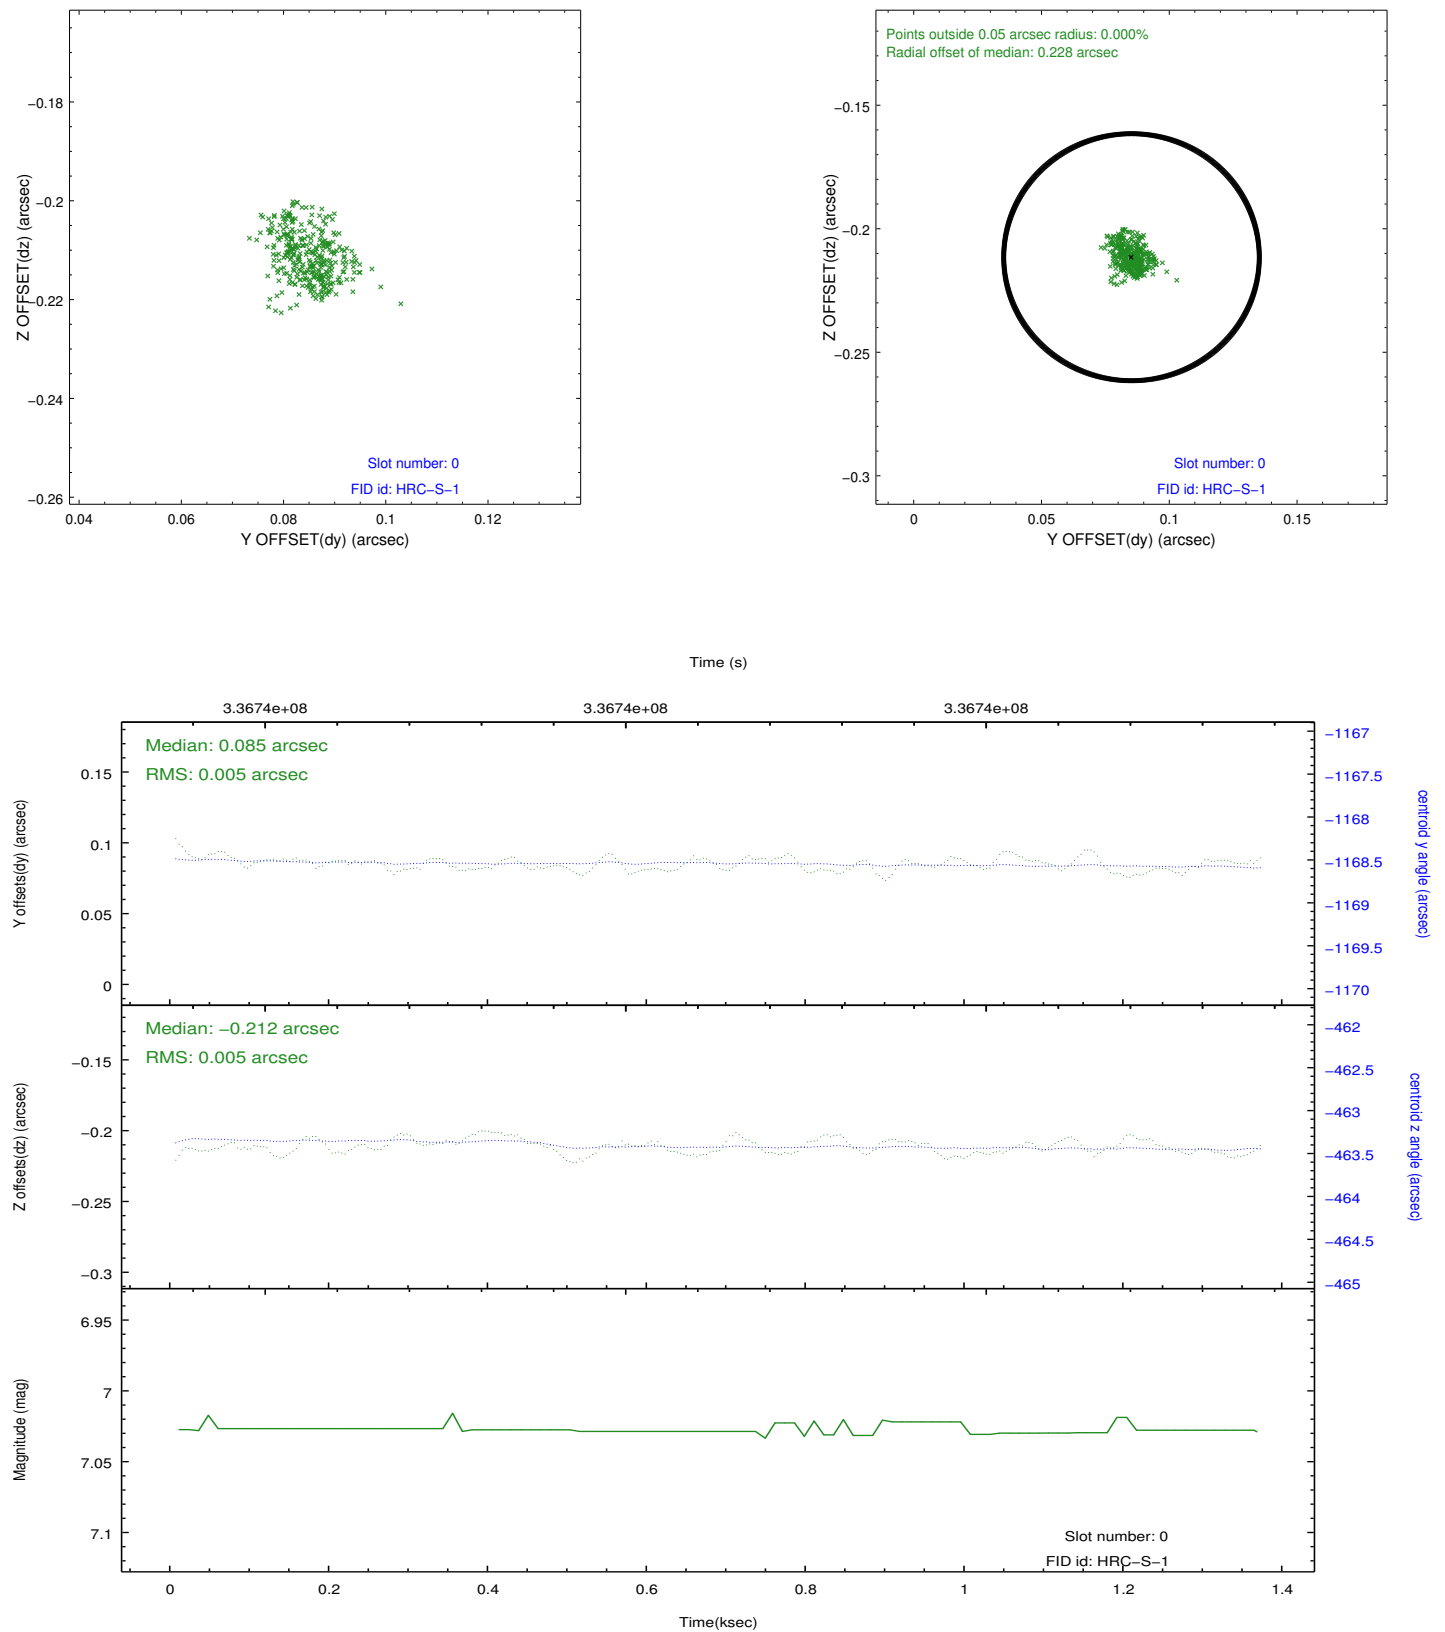 −0.18
−0.2
−0.22
−0.24
−0.26
Z OFFSET(dz) (arcsec)
0.04 0.06 0.08 0.1 0.12
Y OFFSET(dy) (arcsec)
Slot number: 0
FID id: HRC−S−1
Points outside 0.05 arcsec radius: 0.000%
Radial offset of median: 0.228 arcsec
−0.15
−0.2
−0.25
−0.3
Z OFFSET(dz) (arcsec)
0 0.05 0.1 0.15
Y OFFSET(dy) (arcsec)
Slot number: 0
FID id: HRC−S−1
Time (s)
3.3674e+08 3.3674e+08 3.3674e+08
Median: 0.085 arcsec
RMS: 0.005 arcsec
0.15
0.1
0.05
0
Y offsets(dy) (arcsec)
−1167
−1167.5
−1168
−1168.5
−1169
−1169.5
−1170
centroid y angle (arcsec)
Median: −0.212 arcsec
RMS: 0.005 arcsec
−0.15
−0.2
−0.25
−0.3
Z offsets(dz) (arcsec)
−462
−462.5
−463
−463.5
−464
−464.5
−465
centroid z angle (arcsec)
6.95
7
7.05
7.1
Magnitude (mag)
Slot number: 0
FID id: HRC−S−1
0 0.2 0.4 0.6 0.8 1 1.2 1.4
Time(ksec)